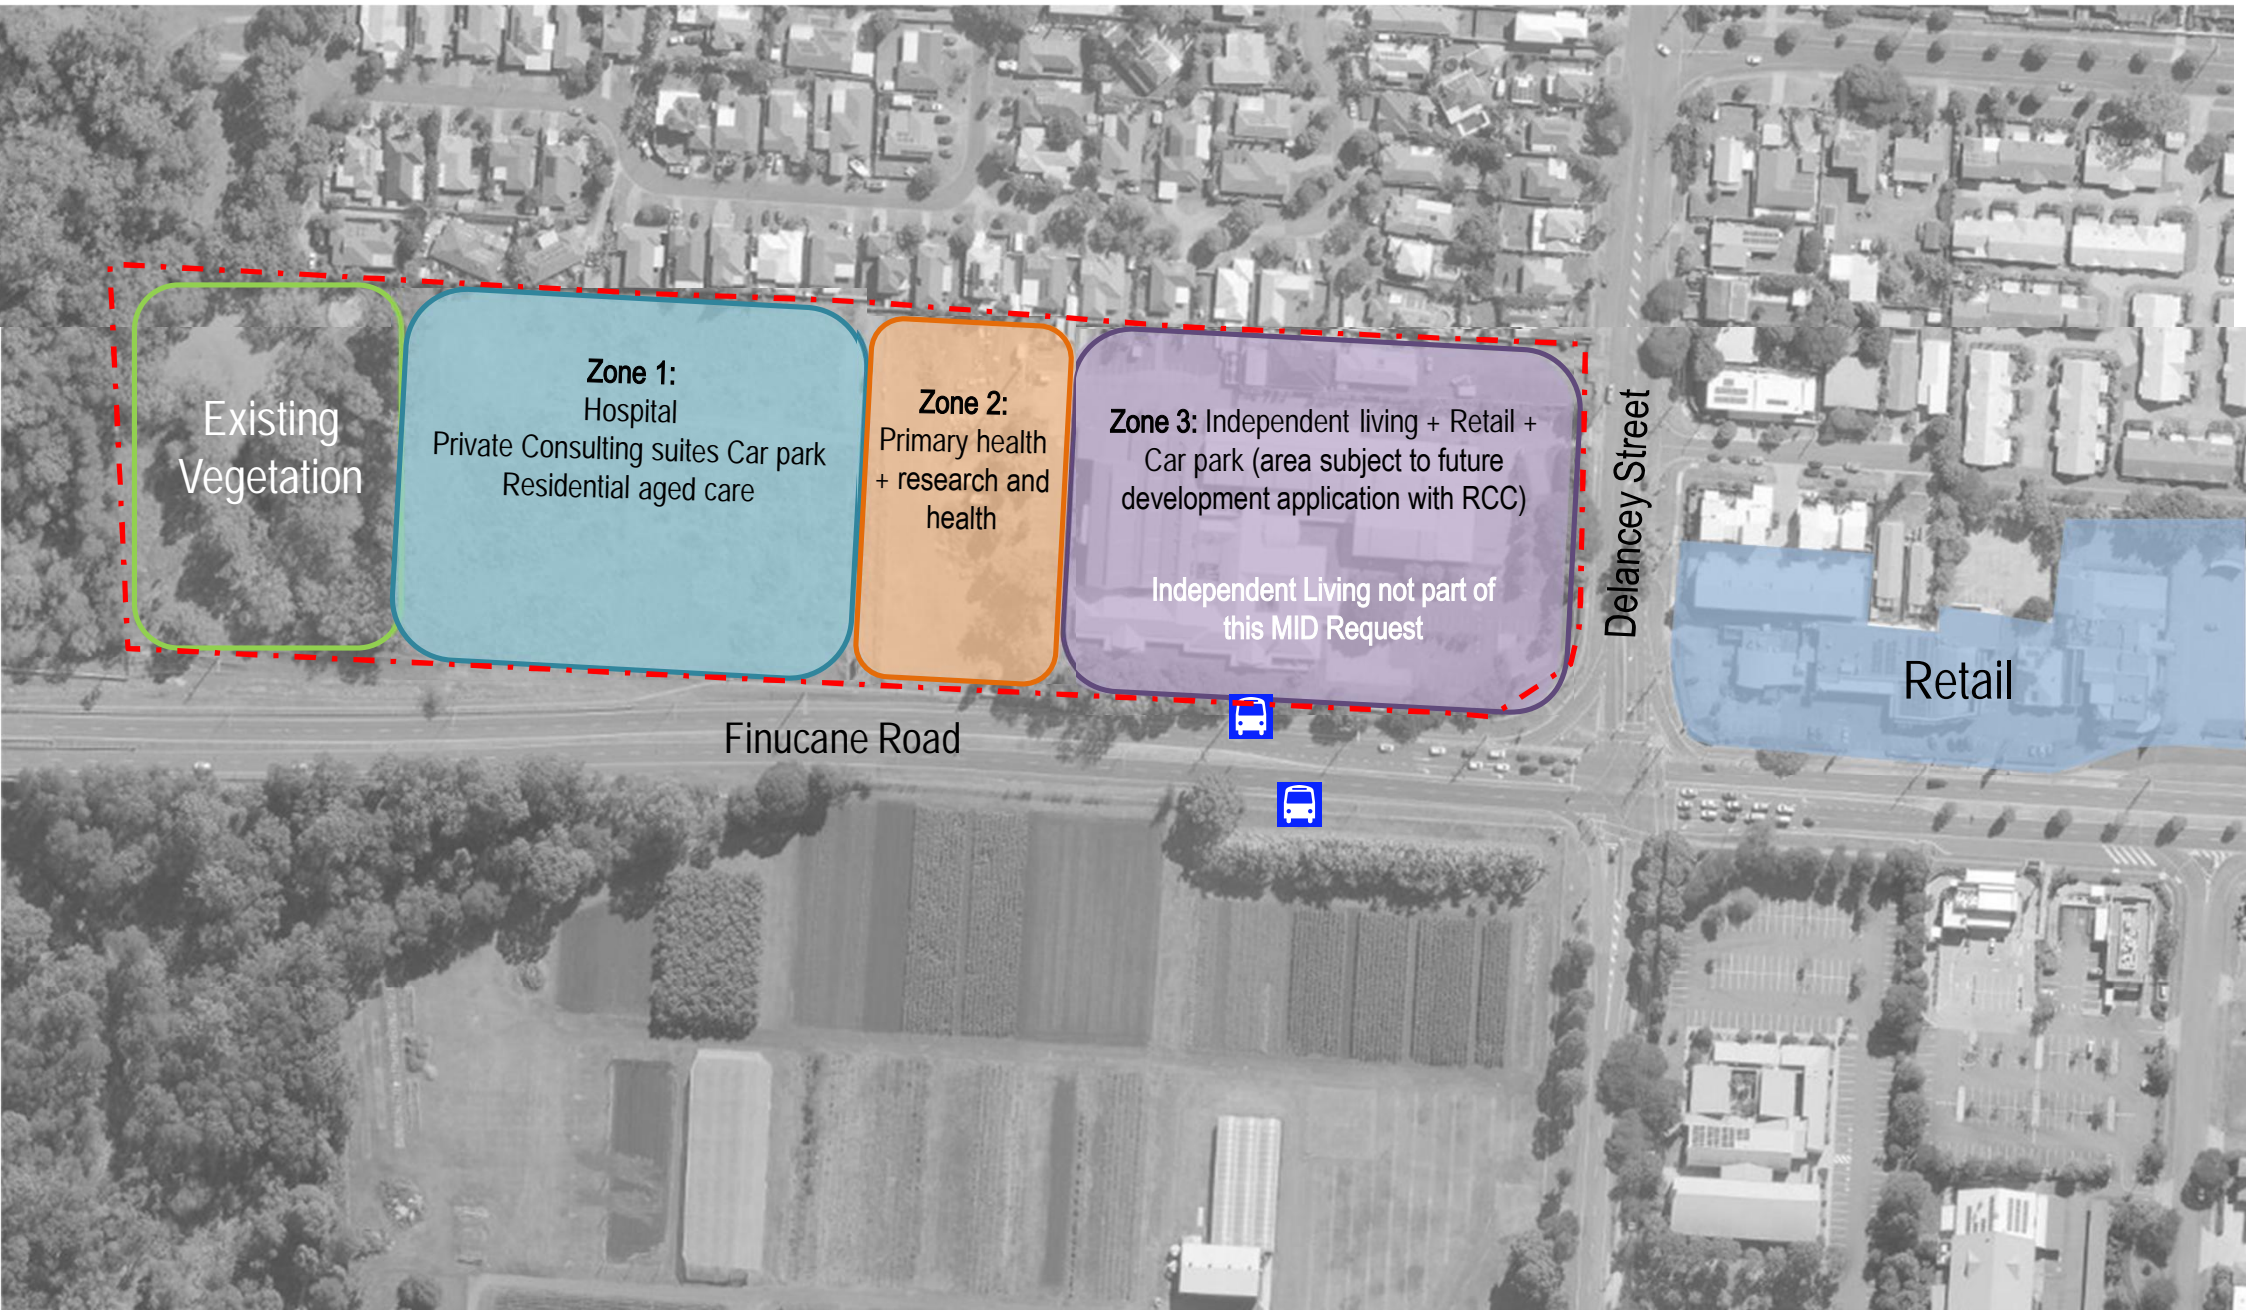 Existing
Vegetation
Zone 1:
Hospital
Private Consulting suites Car park
Residential aged care
Zone 2:
Primary health
+ research and
health
Zone 3: Independent living + Retail +
Car park (area subject to future
development application with RCC)
Independent Living not part of
this MID Request
Delancey Street
Retail
Finucane Road